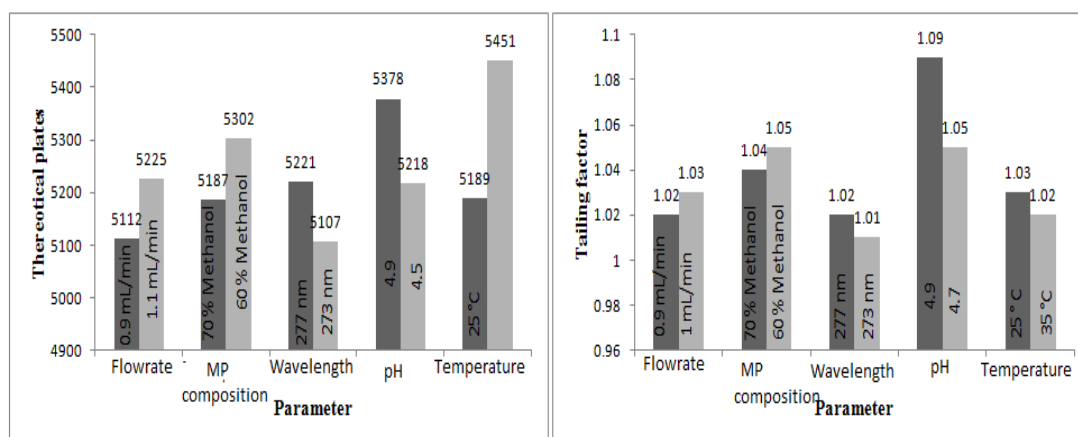 Thereotical plates
5500
5400
5300
5200
5100
5000
4900
5112
5225
5187
5302
5221
5107
5378
5218
5189
5451
0.9 mL/min
1.1 mL/min
70 % Methanol
60 % Methanol
277 nm
273 nm
4.9
4.5
25 °C
Flowrate
MP
composition
Wavelength
pH
Temperature
Parameter
Tailing factor
1.1
1.08
1.06
1.04
1.02
1
0.98
0.96
1.02
1.03
1.04
1.05
1.02
1.01
1.09
1.05
1.03
1.02
0.9 mL/min
1 mL/min
70 % Methanol
60 % Methanol
277 nm
273 nm
4.9
4.7
25 ° C
35 °C
Flowrate
MP
composition
Wavelength
pH
Temperature
Parameter